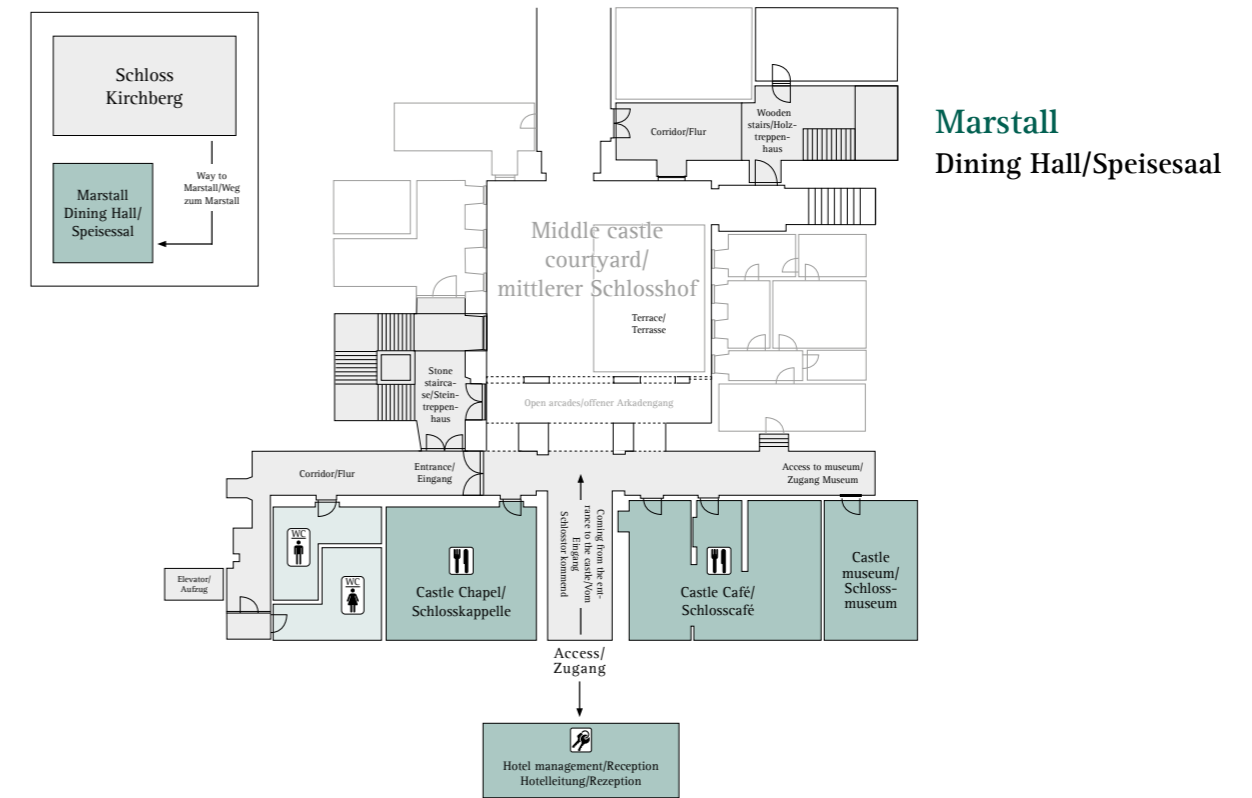 Schloss
Kirchberg
Way to
Marstall/Weg
zum Marstall
Marstall
Dining Hall/
Speisessal
Marstall
Dining Hall/Speisesaal
Corridor/Flur
Wooden
stairs/Holz-
treppen-
haus
Middle castle
courtyard/
mittlerer Schlosshof
Terrace/
Terrasse
Stone
stairca-
se/Stein-
treppen-
haus
Open arcades/offener Arkadengang
Corridor/Flur
Entrance/
Eingang
Access to museum/
Zugang Museum
Coming from the ent-
rance to the castle/Vom
Eingang
Schlosstor kommend
WC
WC
Elevator/
Aufzug
Castle Chapel/
Schlosskappelle
Castle Café/
Schlosscafé
Castle
museum/
Schloss-
museum
Access/
Zugang
Hotel management/Reception
Hotelleitung/Rezeption